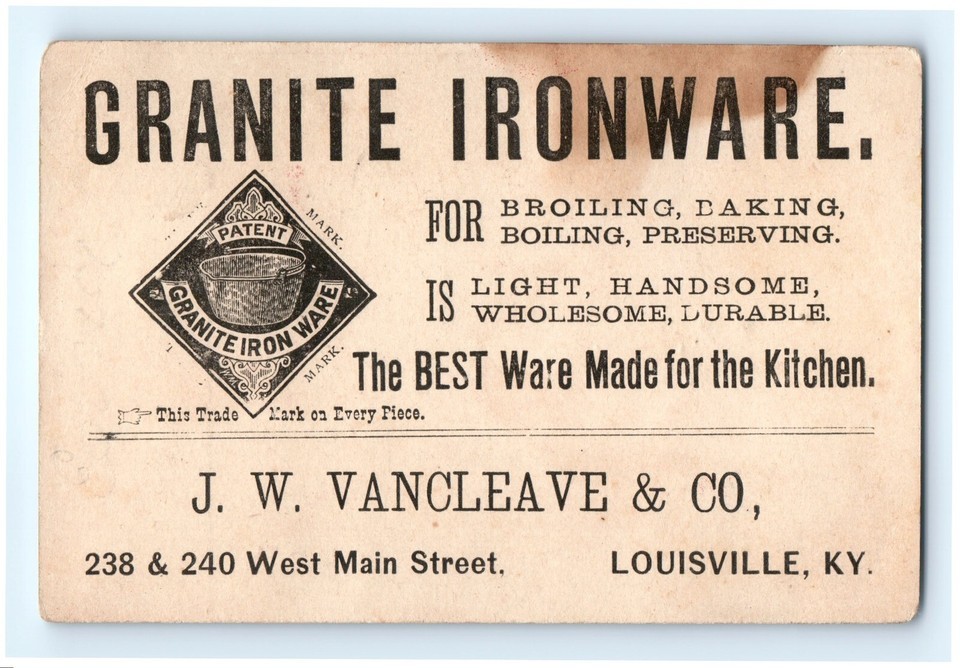 GRANITE IRONWARE.
MARK.
PATENT
GRANITE IRON WARE
MARK.
FOR BROILING, BAKING,
BOILING, PRESERVING.
IS LIGHT, HANDSOME,
WHOLESOME, DURABLE.
The BEST Ware Made for the Kitchen.
This Trade Mark on Every Piece.
J. W. VANCLEAVE & CO.,
238 & 240 West Main Street,
LOUISVILLE, KY.